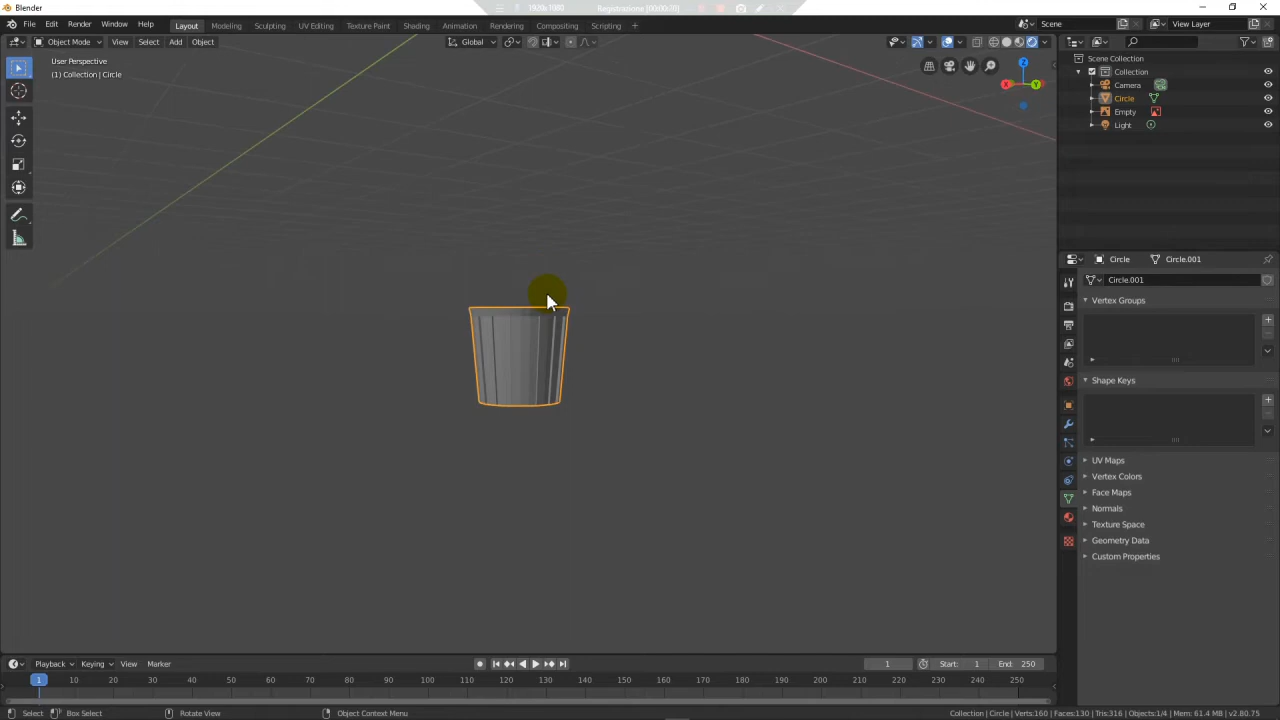 Blender
1920x1080 Registrazione [00:00:20]
File Edit Render Window Help
Layout Modeling Sculpting UV Editing Texture Paint Shading Animation Rendering Compositing Scripting +
Scene View Layer
Object Mode View Select Add Object Global
User Perspective
(1) Collection | Circle
Z
X Y
Scene Collection
Collection
Camera
Circle
Empty
Light
Circle Circle.001
Circle.001
Vertex Groups
Shape Keys
UV Maps
Vertex Colors
Face Maps
Normals
Texture Space
Geometry Data
Custom Properties
Playback Keying View Marker 1 Start: 1 End: 250
1 10 20 30 40 50 60 70 80 90 100 110 120 130 140 150 160 170 180 190 200 210 220 230 240 250
Select Box Select Rotate View Object Context Menu Collection | Circle | Verts:160 | Faces:130 | Tris:316 | Objects:1/4 | Mem: 61.4 MB | v2.80.75